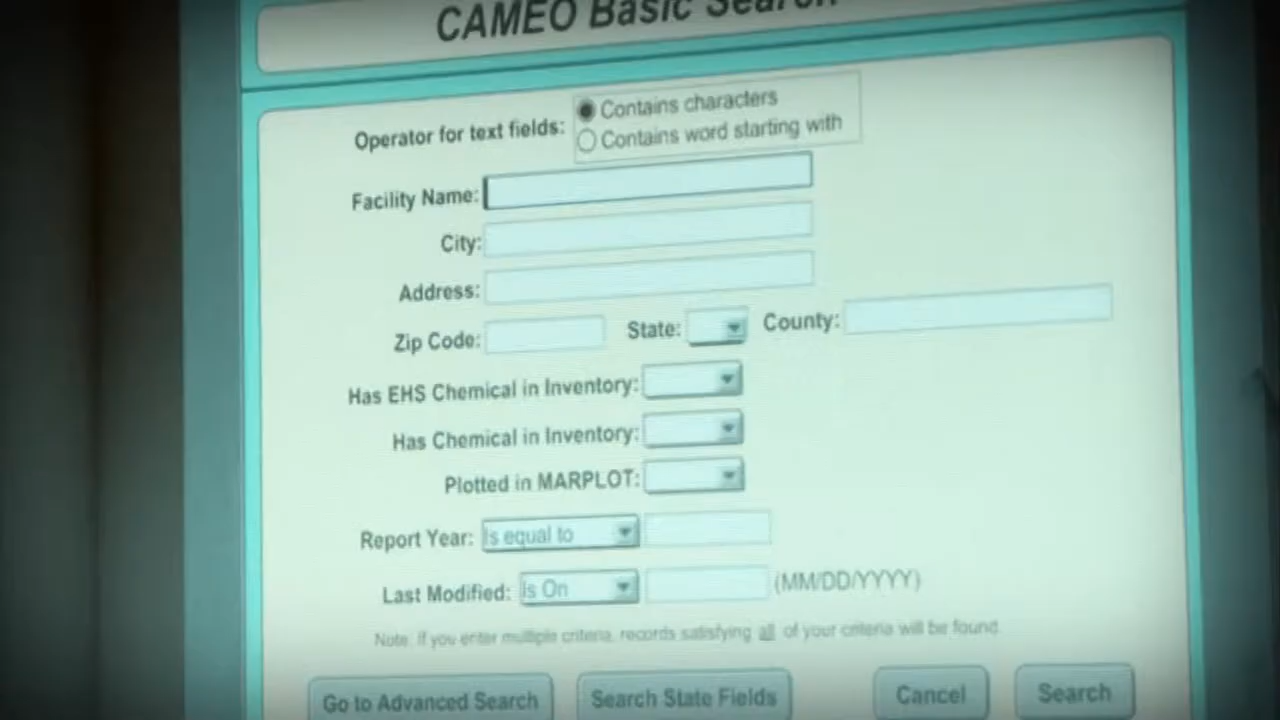 CAMEO Basic Search
Operator for text fields: Contains characters
Contains word starting with
Facility Name:
City:
Address:
Zip Code: State: County:
Has EHS Chemical in Inventory:
Has Chemical in Inventory:
Plotted in MARPLOT:
Report Year: Is equal to
Last Modified: Is On (MM/DD/YYYY)
Note: If you enter multiple criteria, records satisfying all of your criteria will be found.
Go to Advanced Search Search State Fields Cancel Search